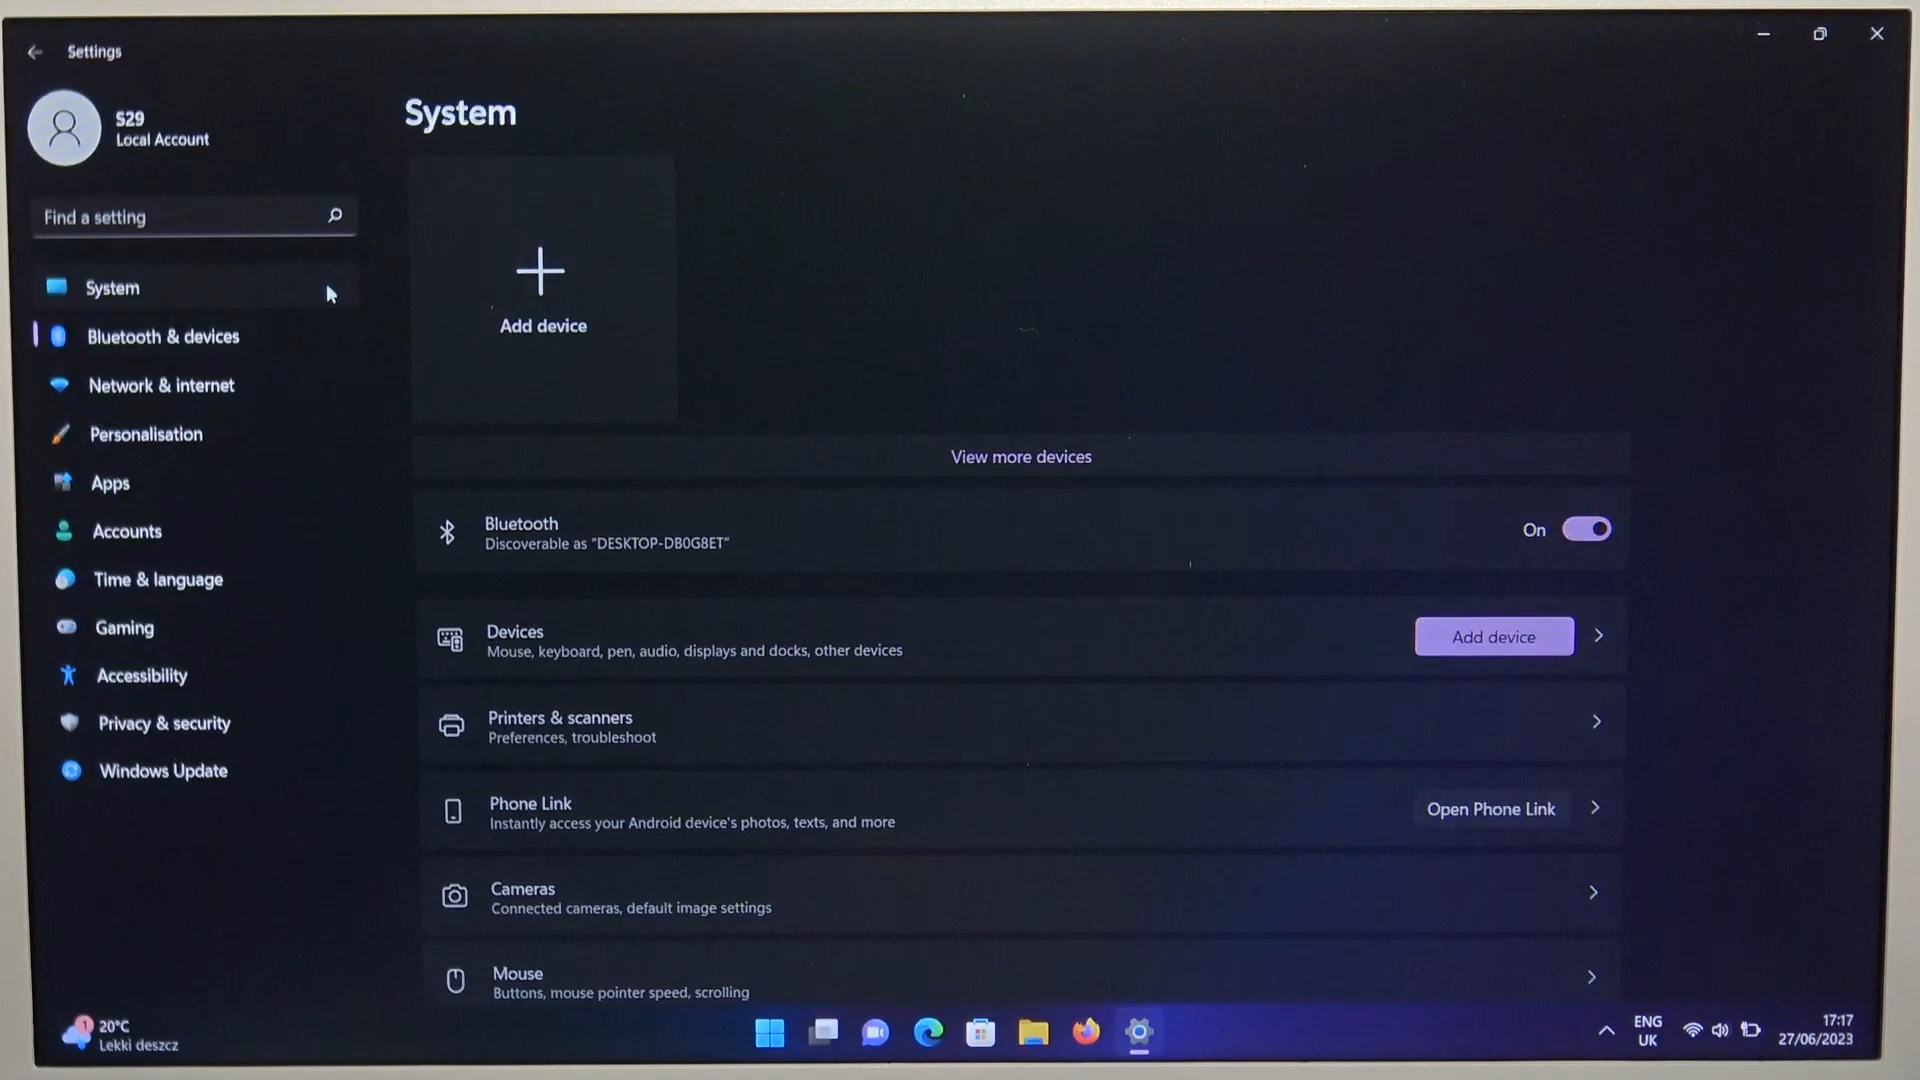 Settings
S29
Local Account
Find a setting
System
Bluetooth & devices
Network & internet
Personalisation
Apps
Accounts
Time & language
Gaming
Accessibility
Privacy & security
Windows Update
System
Add device
View more devices
Bluetooth
Discoverable as "DESKTOP-DB0G8ET"
On
Devices
Mouse, keyboard, pen, audio, displays and docks, other devices
Add device
Printers & scanners
Preferences, troubleshoot
Phone Link
Instantly access your Android device's photos, texts, and more
Open Phone Link
Cameras
Connected cameras, default image settings
Mouse
Buttons, mouse pointer speed, scrolling
1
20°C
Lekki deszcz
ENG
UK
17:17
27/06/2023